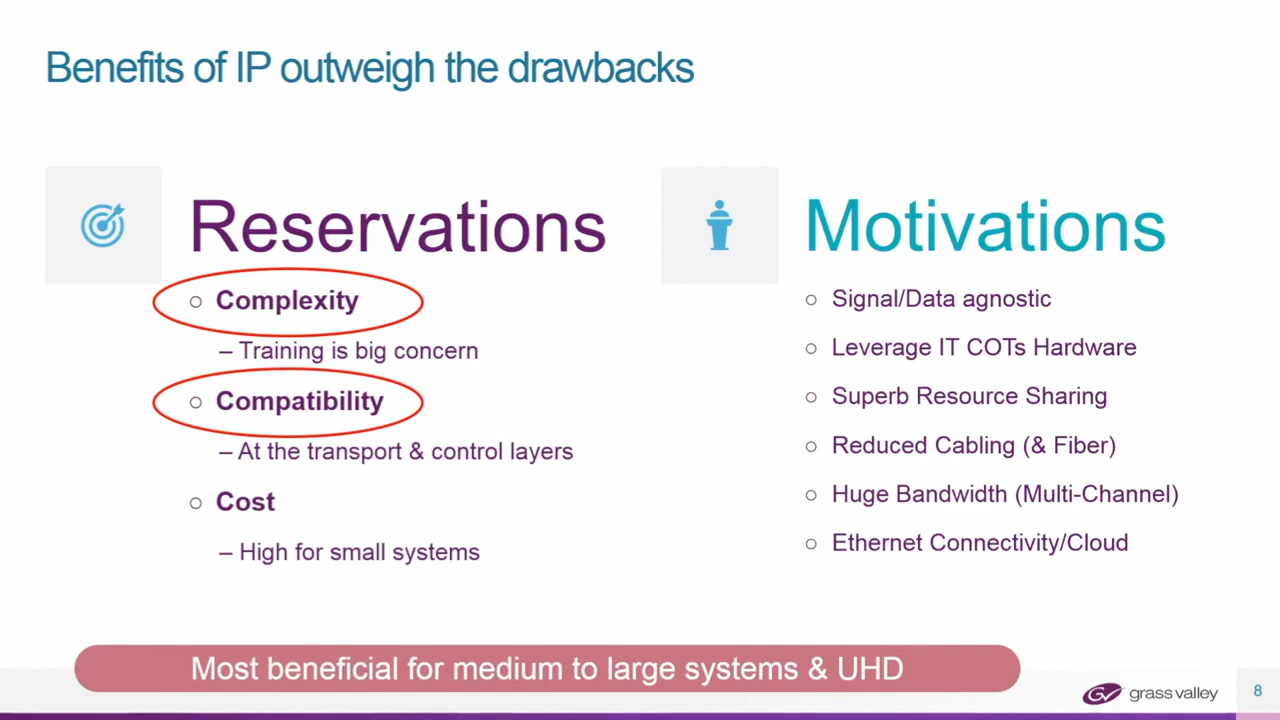 Benefits of IP outweigh the drawbacks
Reservations
○ Complexity
– Training is big concern
○ Compatibility
– At the transport & control layers
○ Cost
– High for small systems
Motivations
○ Signal/Data agnostic
○ Leverage IT COTs Hardware
○ Superb Resource Sharing
○ Reduced Cabling (& Fiber)
○ Huge Bandwidth (Multi-Channel)
○ Ethernet Connectivity/Cloud
Most beneficial for medium to large systems & UHD
GV grass valley
8